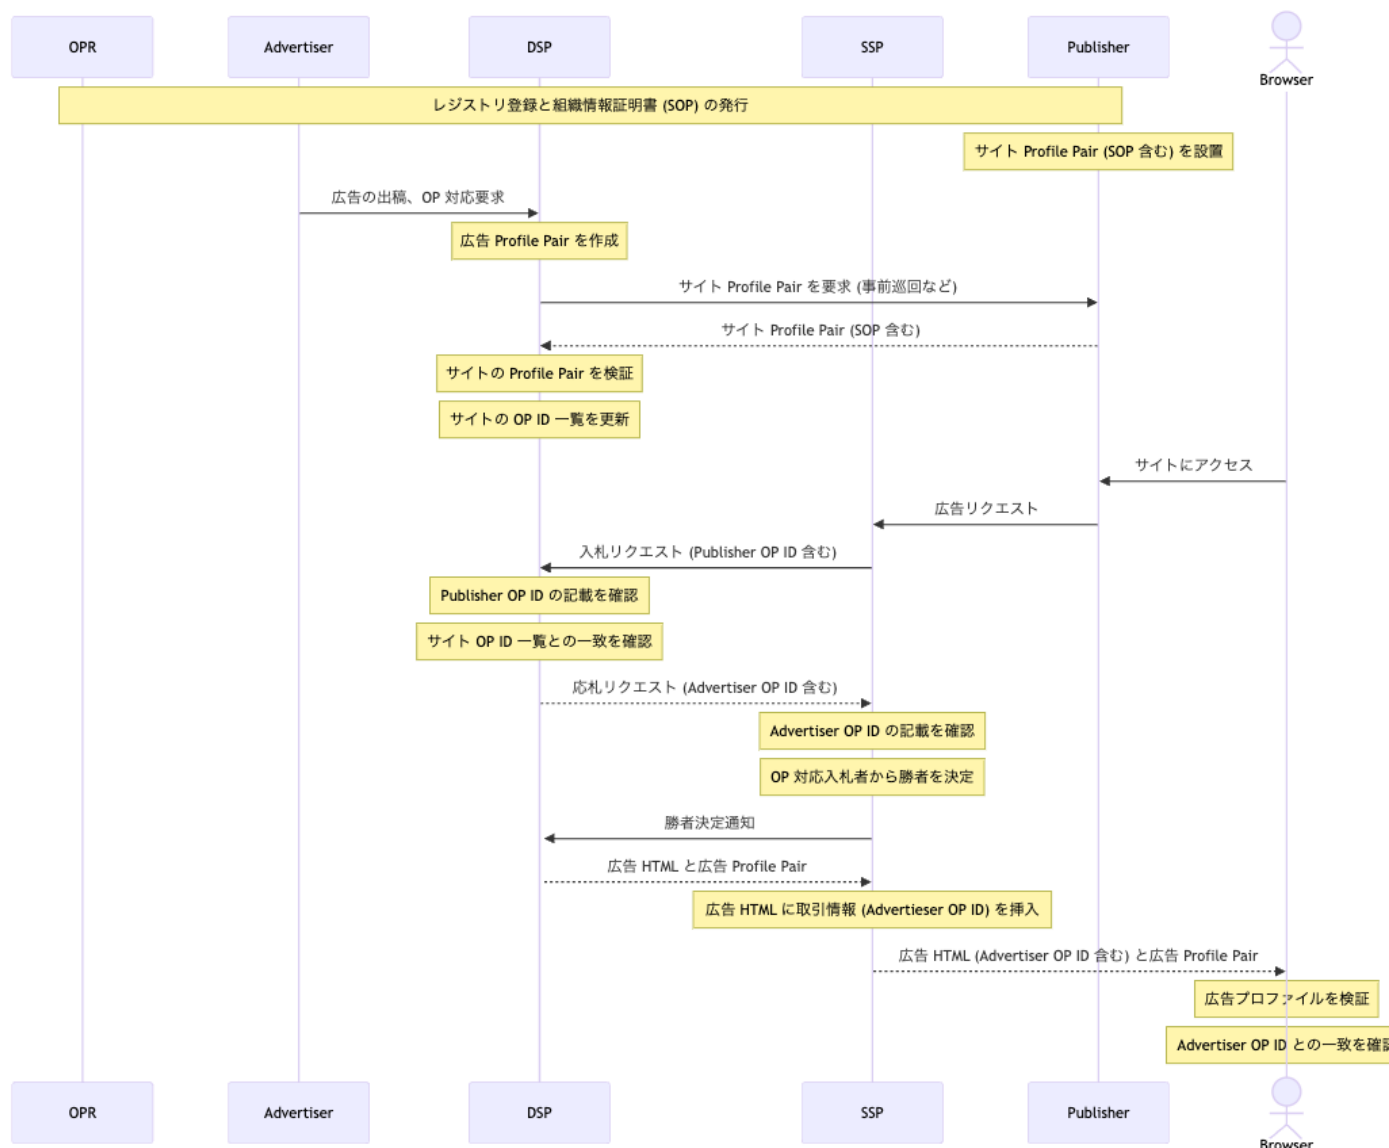 OPR
Advertiser
DSP
SSP
Publisher
Browser
レジストリ登録と組織情報証明書 (SOP) の発行
サイト Profile Pair (SOP 含む) を設置
広告の出稿、OP 対応要求
広告 Profile Pair を作成
サイト Profile Pair を要求 (事前巡回など)
サイト Profile Pair (SOP 含む)
サイトの Profile Pair を検証
サイトの OP ID 一覧を更新
サイトにアクセス
広告リクエスト
入札リクエスト (Publisher OP ID 含む)
Publisher OP ID の記載を確認
サイト OP ID 一覧との一致を確認
応札リクエスト (Advertiser OP ID 含む)
Advertiser OP ID の記載を確認
OP 対応入札者から勝者を決定
勝者決定通知
広告 HTML と広告 Profile Pair
広告 HTML に取引情報 (Advertieser OP ID) を挿入
広告 HTML (Advertiser OP ID 含む) と広告 Profile Pair
広告プロファイルを検証
Advertiser OP ID との一致を確認
OPR
Advertiser
DSP
SSP
Publisher
Browser